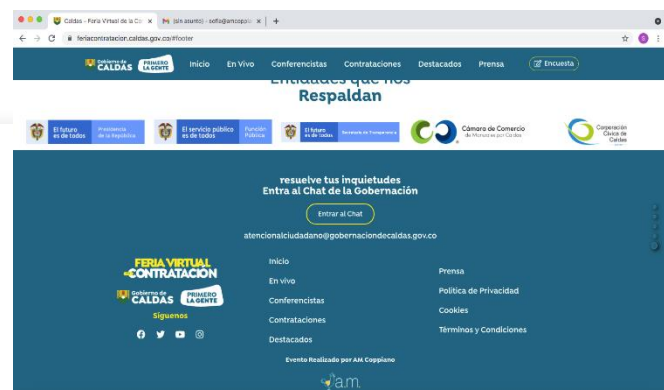 Caldas - Feria Virtual de la Co
(sin asunto) - sofia@amcoppia
feriacontratacion.caldas.gov.co/#footer
Gobierno de
CALDAS
PRIMERO
LA GENTE
Inicio
En Vivo
Conferencistas
Contrataciones
Destacados
Prensa
Encuesta
Entidades que nos
Respaldan
El futuro
es de todos
Presidencia
de la República
El servicio público
es de todos
Función
Pública
El futuro
es de todos
Secretaría de Transparencia
Cámara de Comercio
de Manizales por Caldas
Corporación
Cívica de
Caldas
resuelve tus inquietudes
Entra al Chat de la Gobernación
Entrar al Chat
atencionalciudadano@gobernaciondecaldas.gov.co
FERIA VIRTUAL
CONTRATACIÓN
Gobierno de
CALDAS
PRIMERO
LA GENTE
Síguenos
Inicio
En vivo
Conferencistas
Contrataciones
Destacados
Prensa
Política de Privacidad
Cookies
Términos y Condiciones
Evento Realizado por AM Coppiano
a.m.